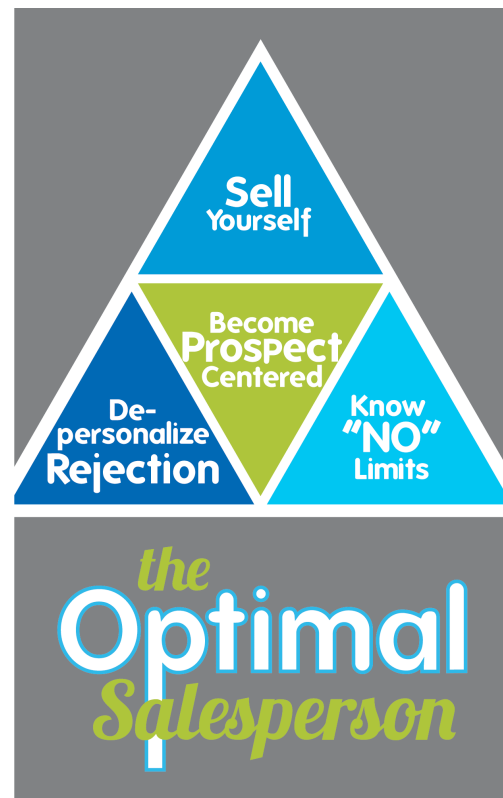 Sell
Yourself
Become
Prospect
Centered
De-
personalize
Rejection
Know
"NO"
Limits
the
Optimal
Salesperson